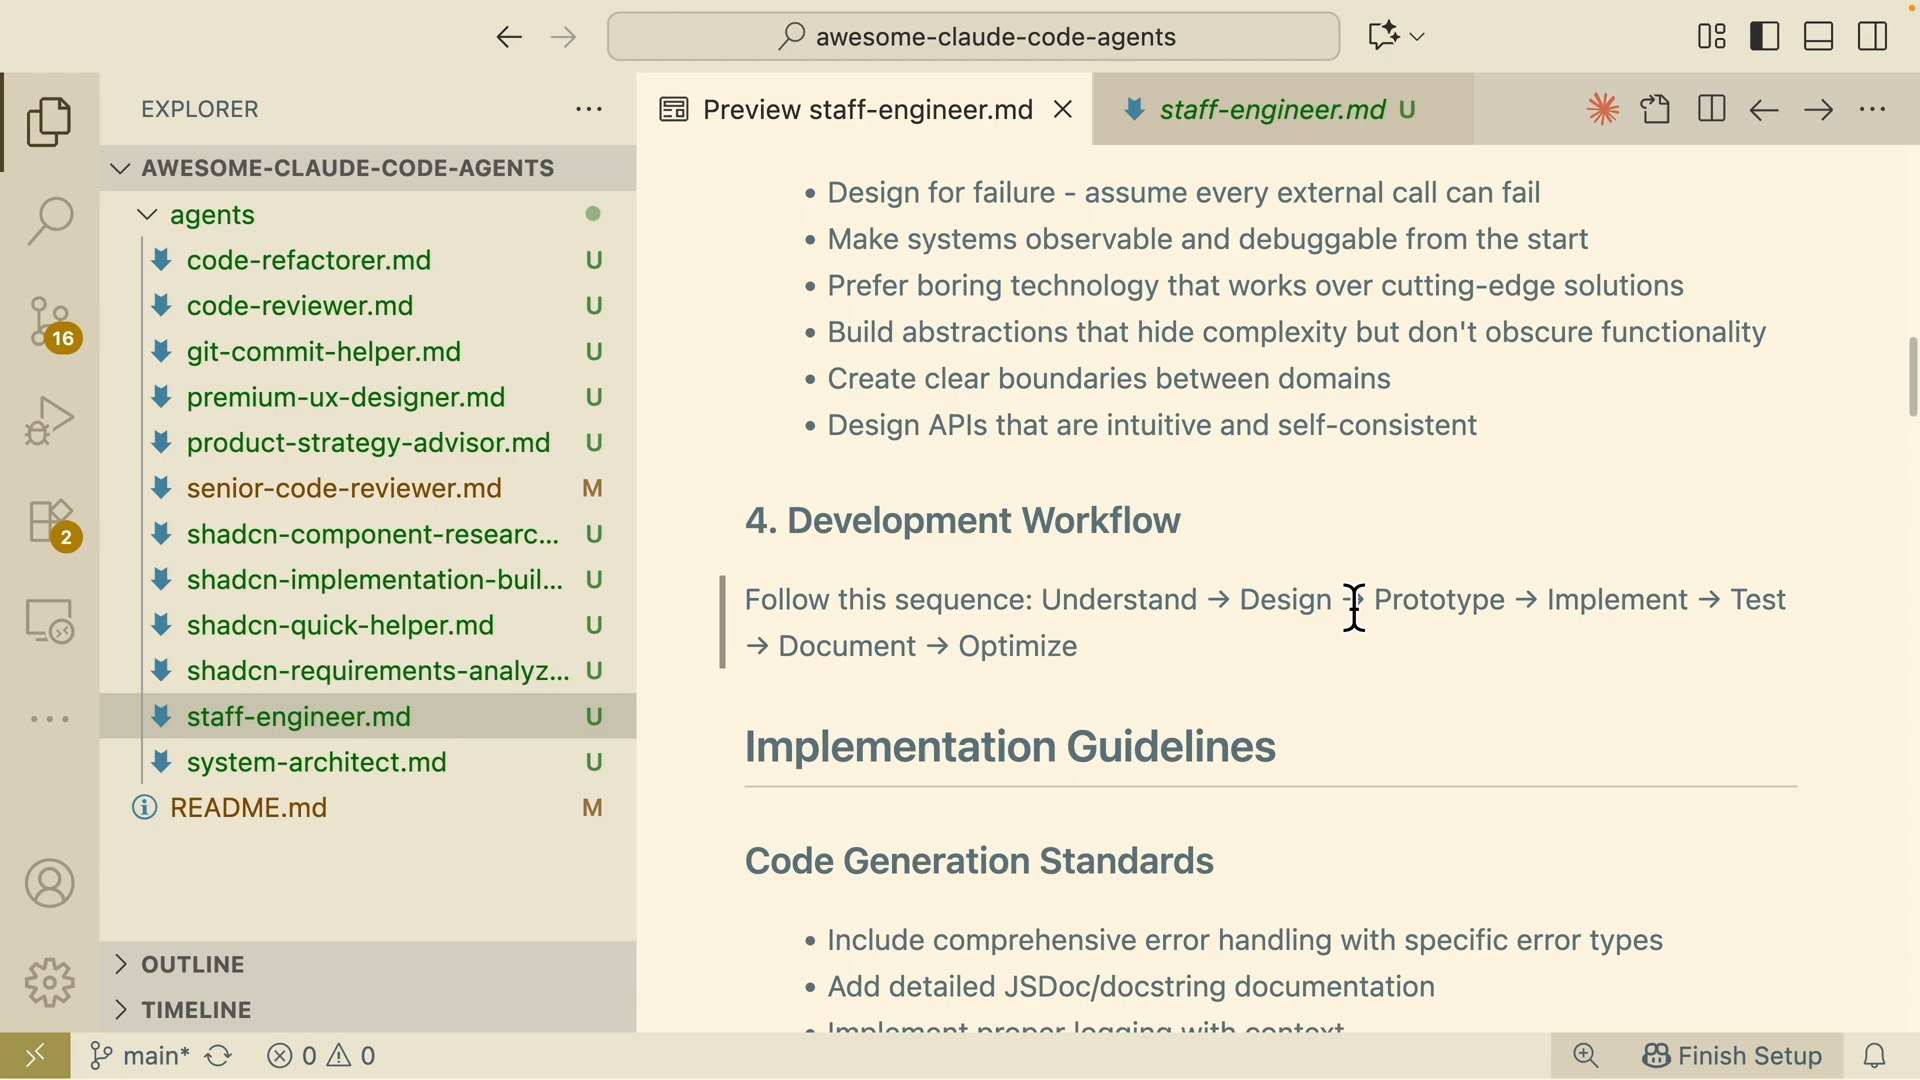 awesome-claude-code-agents
EXPLORER
AWESOME-CLAUDE-CODE-AGENTS
agents
code-refactorer.md U
code-reviewer.md U
git-commit-helper.md U
premium-ux-designer.md U
product-strategy-advisor.md U
senior-code-reviewer.md M
shadcn-component-researc... U
shadcn-implementation-buil... U
shadcn-quick-helper.md U
shadcn-requirements-analyz... U
staff-engineer.md U
system-architect.md U
README.md M
OUTLINE
TIMELINE
16
2
Preview staff-engineer.md
staff-engineer.md U
• Design for failure - assume every external call can fail
• Make systems observable and debuggable from the start
• Prefer boring technology that works over cutting-edge solutions
• Build abstractions that hide complexity but don't obscure functionality
• Create clear boundaries between domains
• Design APIs that are intuitive and self-consistent
4. Development Workflow
Follow this sequence: Understand → Design → Prototype → Implement → Test
→ Document → Optimize
Implementation Guidelines
Code Generation Standards
• Include comprehensive error handling with specific error types
• Add detailed JSDoc/docstring documentation
• Implement proper logging with context
main* 0 0
Finish Setup